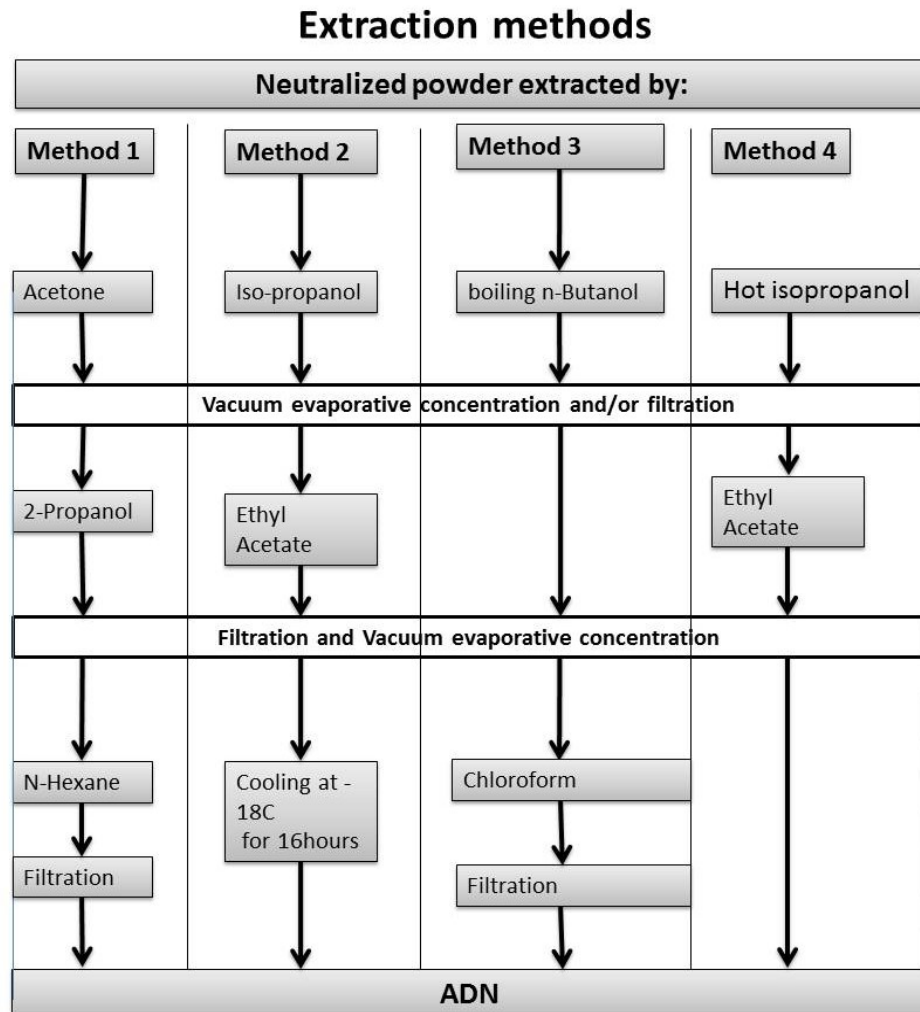 Extraction methods
Neutralized powder extracted by:
Method 1
Method 2
Method 3
Method 4
Acetone
Iso-propanol
boiling n-Butanol
Hot isopropanol
Vacuum evaporative concentration and/or filtration
2-Propanol
Ethyl
Acetate
Ethyl
Acetate
Filtration and Vacuum evaporative concentration
N-Hexane
Cooling at -
18C
for 16hours
Chloroform
Filtration
Filtration
ADN